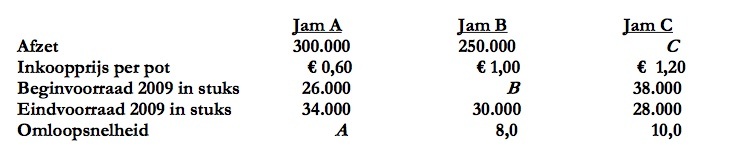 Jam A Jam B Jam C
Afzet 300.000 250.000 C
Inkoopprijs per pot € 0,60 € 1,00 € 1,20
Beginvoorraad 2009 in stuks 26.000 B 38.000
Eindvoorraad 2009 in stuks 34.000 30.000 28.000
Omloopsnelheid A 8,0 10,0